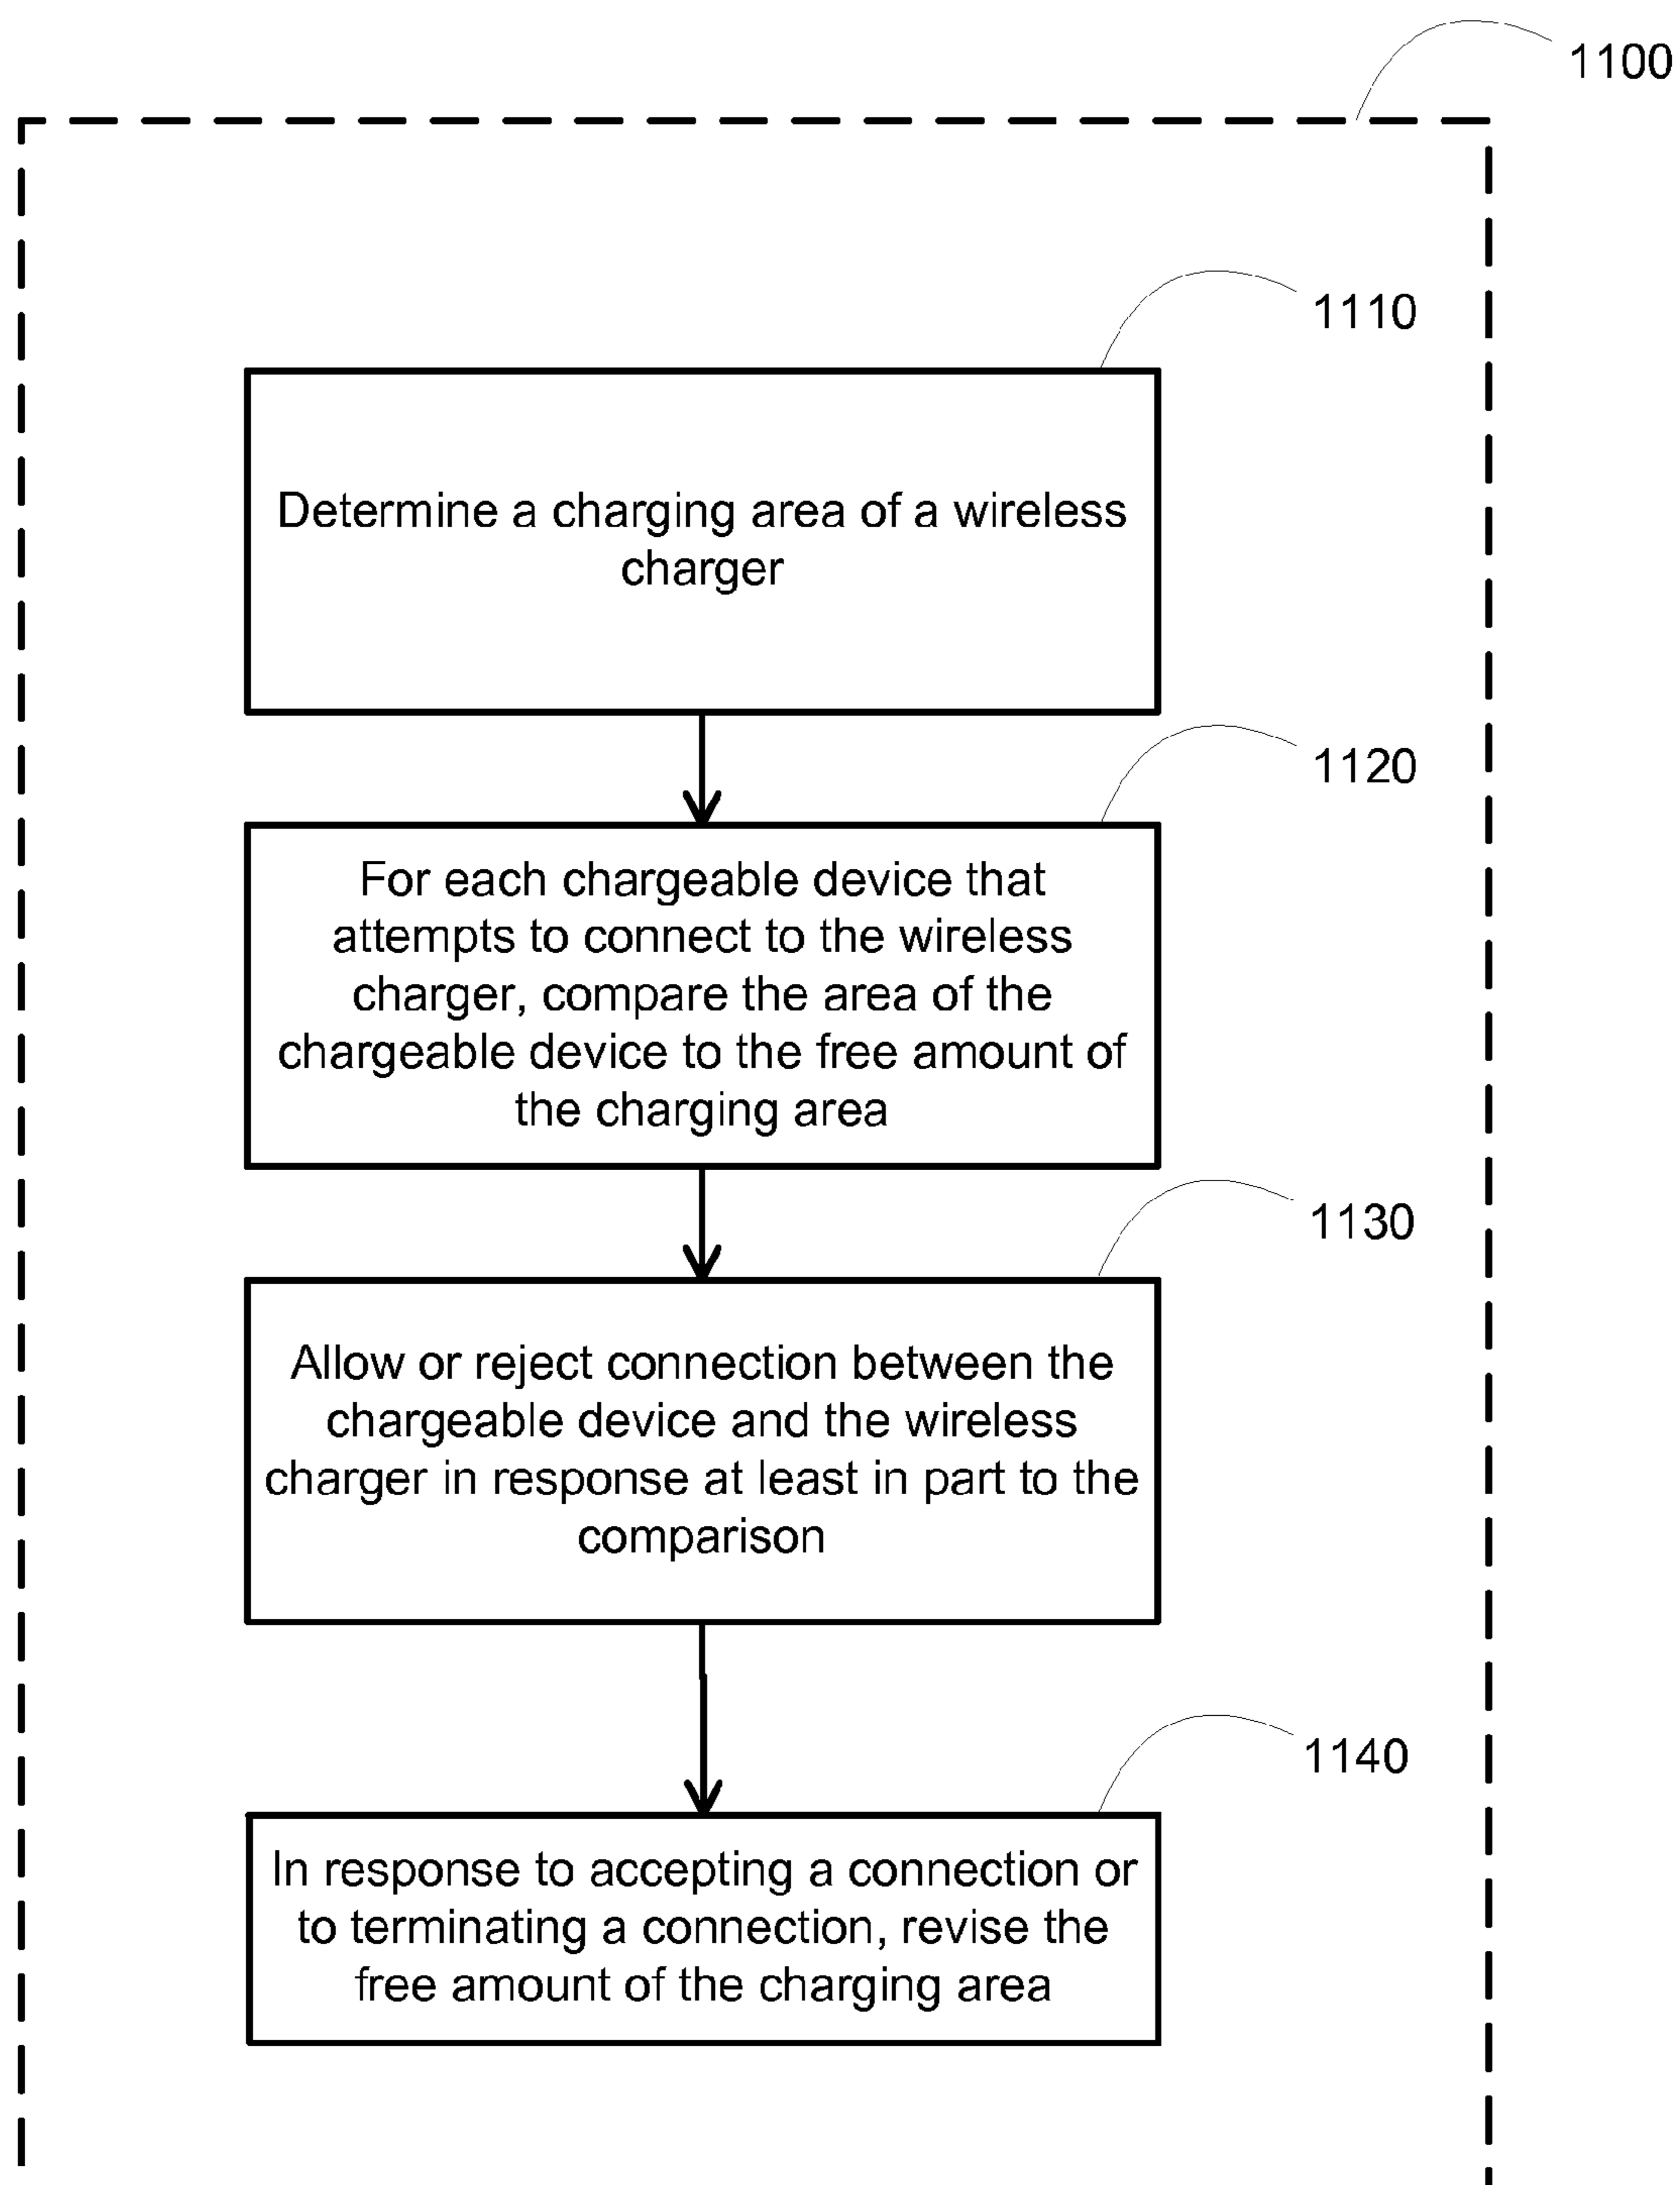 1100
1110
Determine a charging area of a wireless
charger
1120
For each chargeable device that
attempts to connect to the wireless
charger, compare the area of the
chargeable device to the free amount of
the charging area
1130
Allow or reject connection between the
chargeable device and the wireless
charger in response at least in part to the
comparison
1140
In response to accepting a connection or
to terminating a connection, revise the
free amount of the charging area